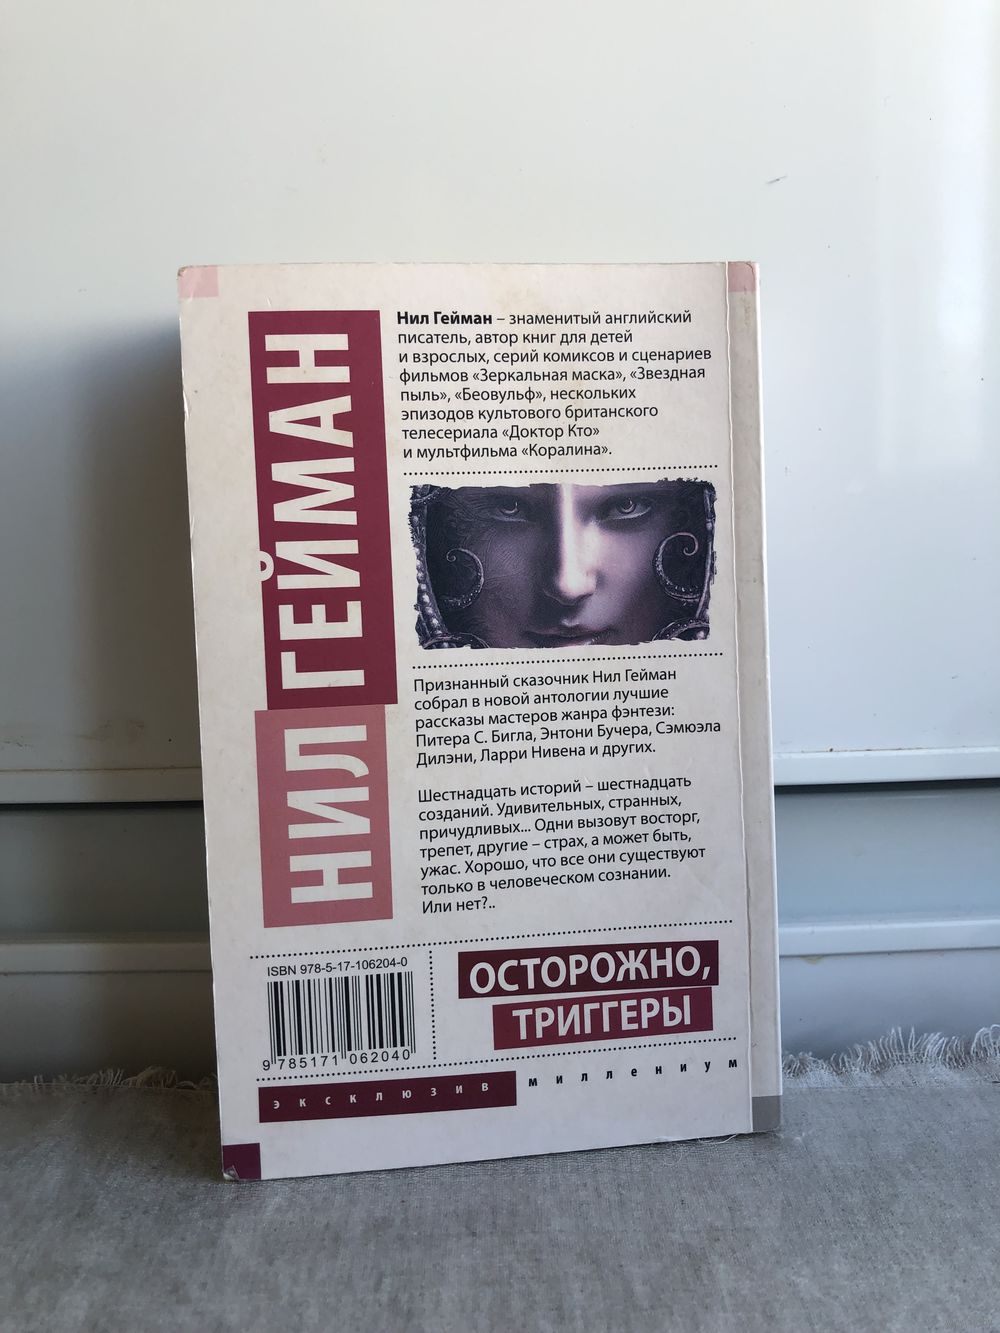 НИЛ ГЕЙМАН
Нил Гейман – знаменитый английский
писатель, автор книг для детей
и взрослых, серий комиксов и сценариев
фильмов «Зеркальная маска», «Звездная
пыль», «Беовульф», нескольких
эпизодов культового британского
телесериала «Доктор Кто»
и мультфильма «Коралина».
Признанный сказочник Нил Гейман
собрал в новой антологии лучшие
рассказы мастеров жанра фэнтези:
Питера С. Бигла, Энтони Бучера, Сэмюэла
Дилэни, Ларри Нивена и других.
Шестнадцать историй – шестнадцать
созданий. Удивительных, странных,
причудливых... Одни вызовут восторг,
трепет, другие – страх, а может быть,
ужас. Хорошо, что все они существуют
только в человеческом сознании.
Или нет?..
ISBN 978-5-17-106204-0
9 785171 062040
ОСТОРОЖНО,
ТРИГГЕРЫ
эксклюзив миллениум